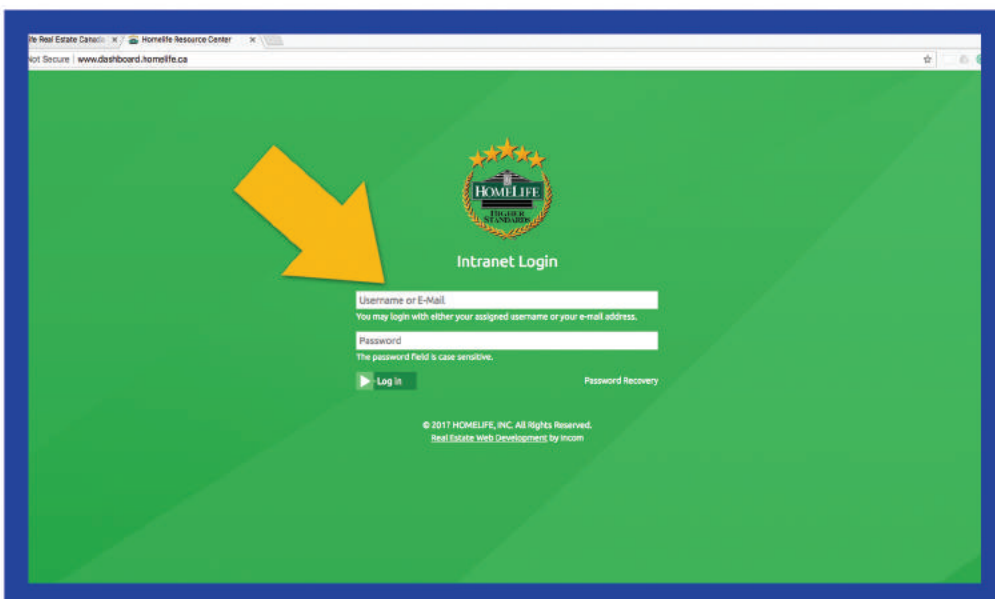 ife Real Estate Canada
Homelife Resource Center
Not Secure | www.dashboard.homelife.ca
HOMELIFE
HIGHER
STANDARDS
Intranet Login
Username or E-Mail
You may login with either your assigned username or your e-mail address.
Password
The password field is case sensitive.
Log in
Password Recovery
© 2017 HOMELIFE, INC. All Rights Reserved.
Real Estate Web Development by Incom